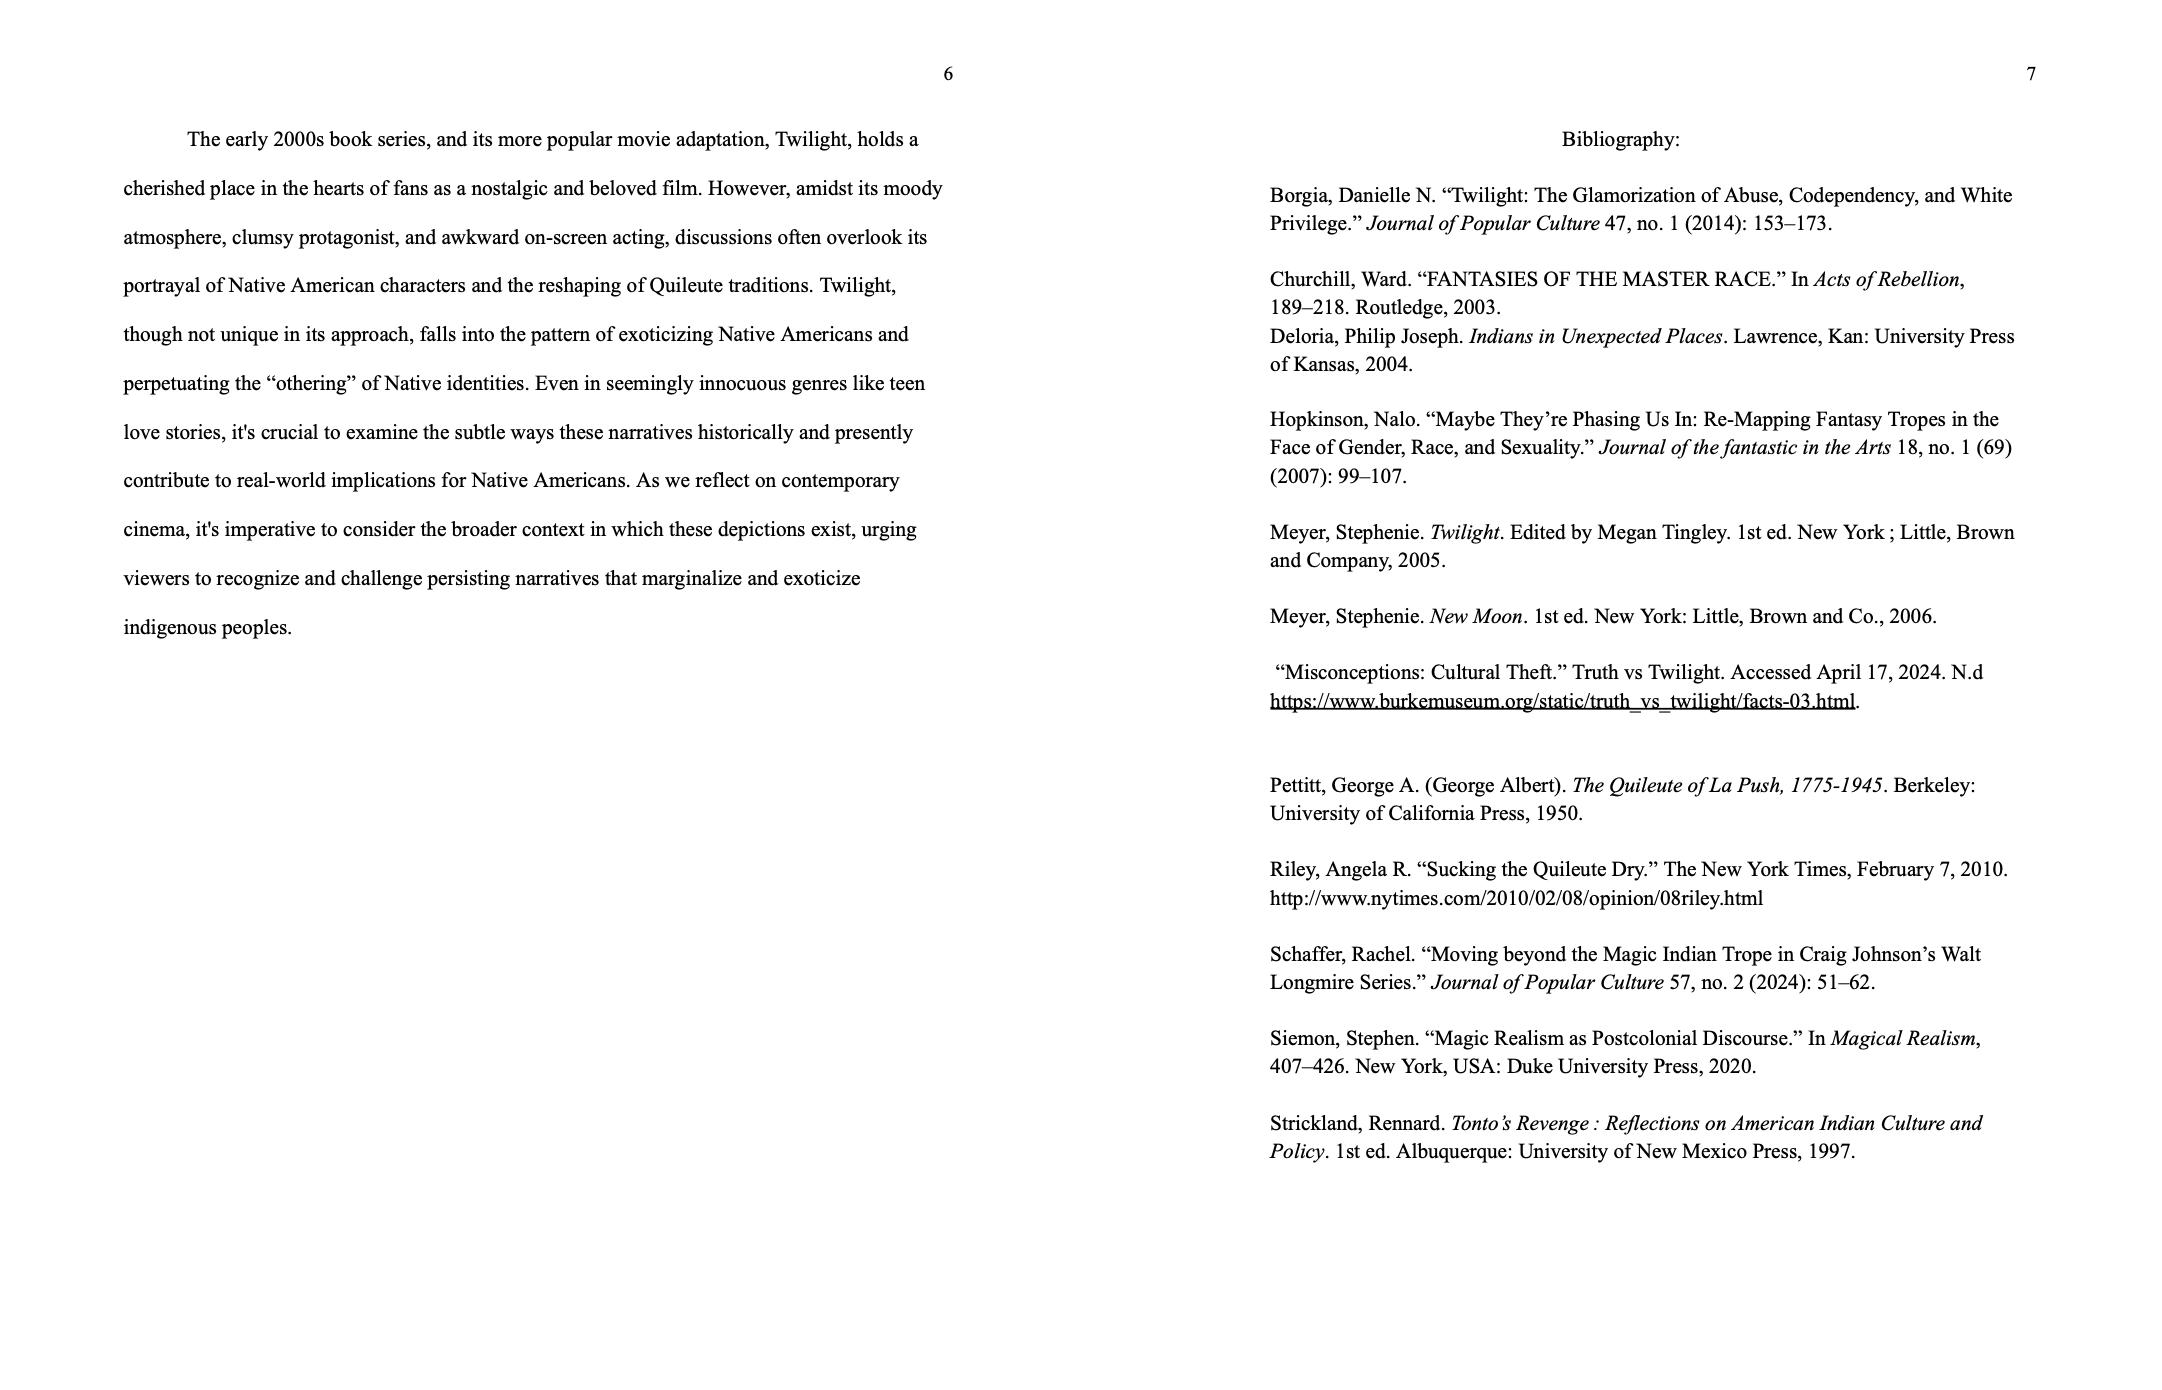 6
The early 2000s book series, and its more popular movie adaptation, Twilight, holds a
cherished place in the hearts of fans as a nostalgic and beloved film. However, amidst its moody
atmosphere, clumsy protagonist, and awkward on-screen acting, discussions often overlook its
portrayal of Native American characters and the reshaping of Quileute traditions. Twilight,
though not unique in its approach, falls into the pattern of exoticizing Native Americans and
perpetuating the “othering” of Native identities. Even in seemingly innocuous genres like teen
love stories, it's crucial to examine the subtle ways these narratives historically and presently
contribute to real-world implications for Native Americans. As we reflect on contemporary
cinema, it's imperative to consider the broader context in which these depictions exist, urging
viewers to recognize and challenge persisting narratives that marginalize and exoticize
indigenous peoples.
7
Bibliography:
Borgia, Danielle N. “Twilight: The Glamorization of Abuse, Codependency, and White
Privilege.” Journal of Popular Culture 47, no. 1 (2014): 153–173.
Churchill, Ward. “FANTASIES OF THE MASTER RACE.” In Acts of Rebellion,
189–218. Routledge, 2003.
Deloria, Philip Joseph. Indians in Unexpected Places. Lawrence, Kan: University Press
of Kansas, 2004.
Hopkinson, Nalo. “Maybe They’re Phasing Us In: Re-Mapping Fantasy Tropes in the
Face of Gender, Race, and Sexuality.” Journal of the fantastic in the Arts 18, no. 1 (69)
(2007): 99–107.
Meyer, Stephenie. Twilight. Edited by Megan Tingley. 1st ed. New York ; Little, Brown
and Company, 2005.
Meyer, Stephenie. New Moon. 1st ed. New York: Little, Brown and Co., 2006.
“Misconceptions: Cultural Theft.” Truth vs Twilight. Accessed April 17, 2024. N.d
https://www.burkemuseum.org/static/truth_vs_twilight/facts-03.html.
Pettitt, George A. (George Albert). The Quileute of La Push, 1775-1945. Berkeley:
University of California Press, 1950.
Riley, Angela R. “Sucking the Quileute Dry.” The New York Times, February 7, 2010.
http://www.nytimes.com/2010/02/08/opinion/08riley.html
Schaffer, Rachel. “Moving beyond the Magic Indian Trope in Craig Johnson’s Walt
Longmire Series.” Journal of Popular Culture 57, no. 2 (2024): 51–62.
Siemon, Stephen. “Magic Realism as Postcolonial Discourse.” In Magical Realism,
407–426. New York, USA: Duke University Press, 2020.
Strickland, Rennard. Tonto’s Revenge : Reflections on American Indian Culture and
Policy. 1st ed. Albuquerque: University of New Mexico Press, 1997.